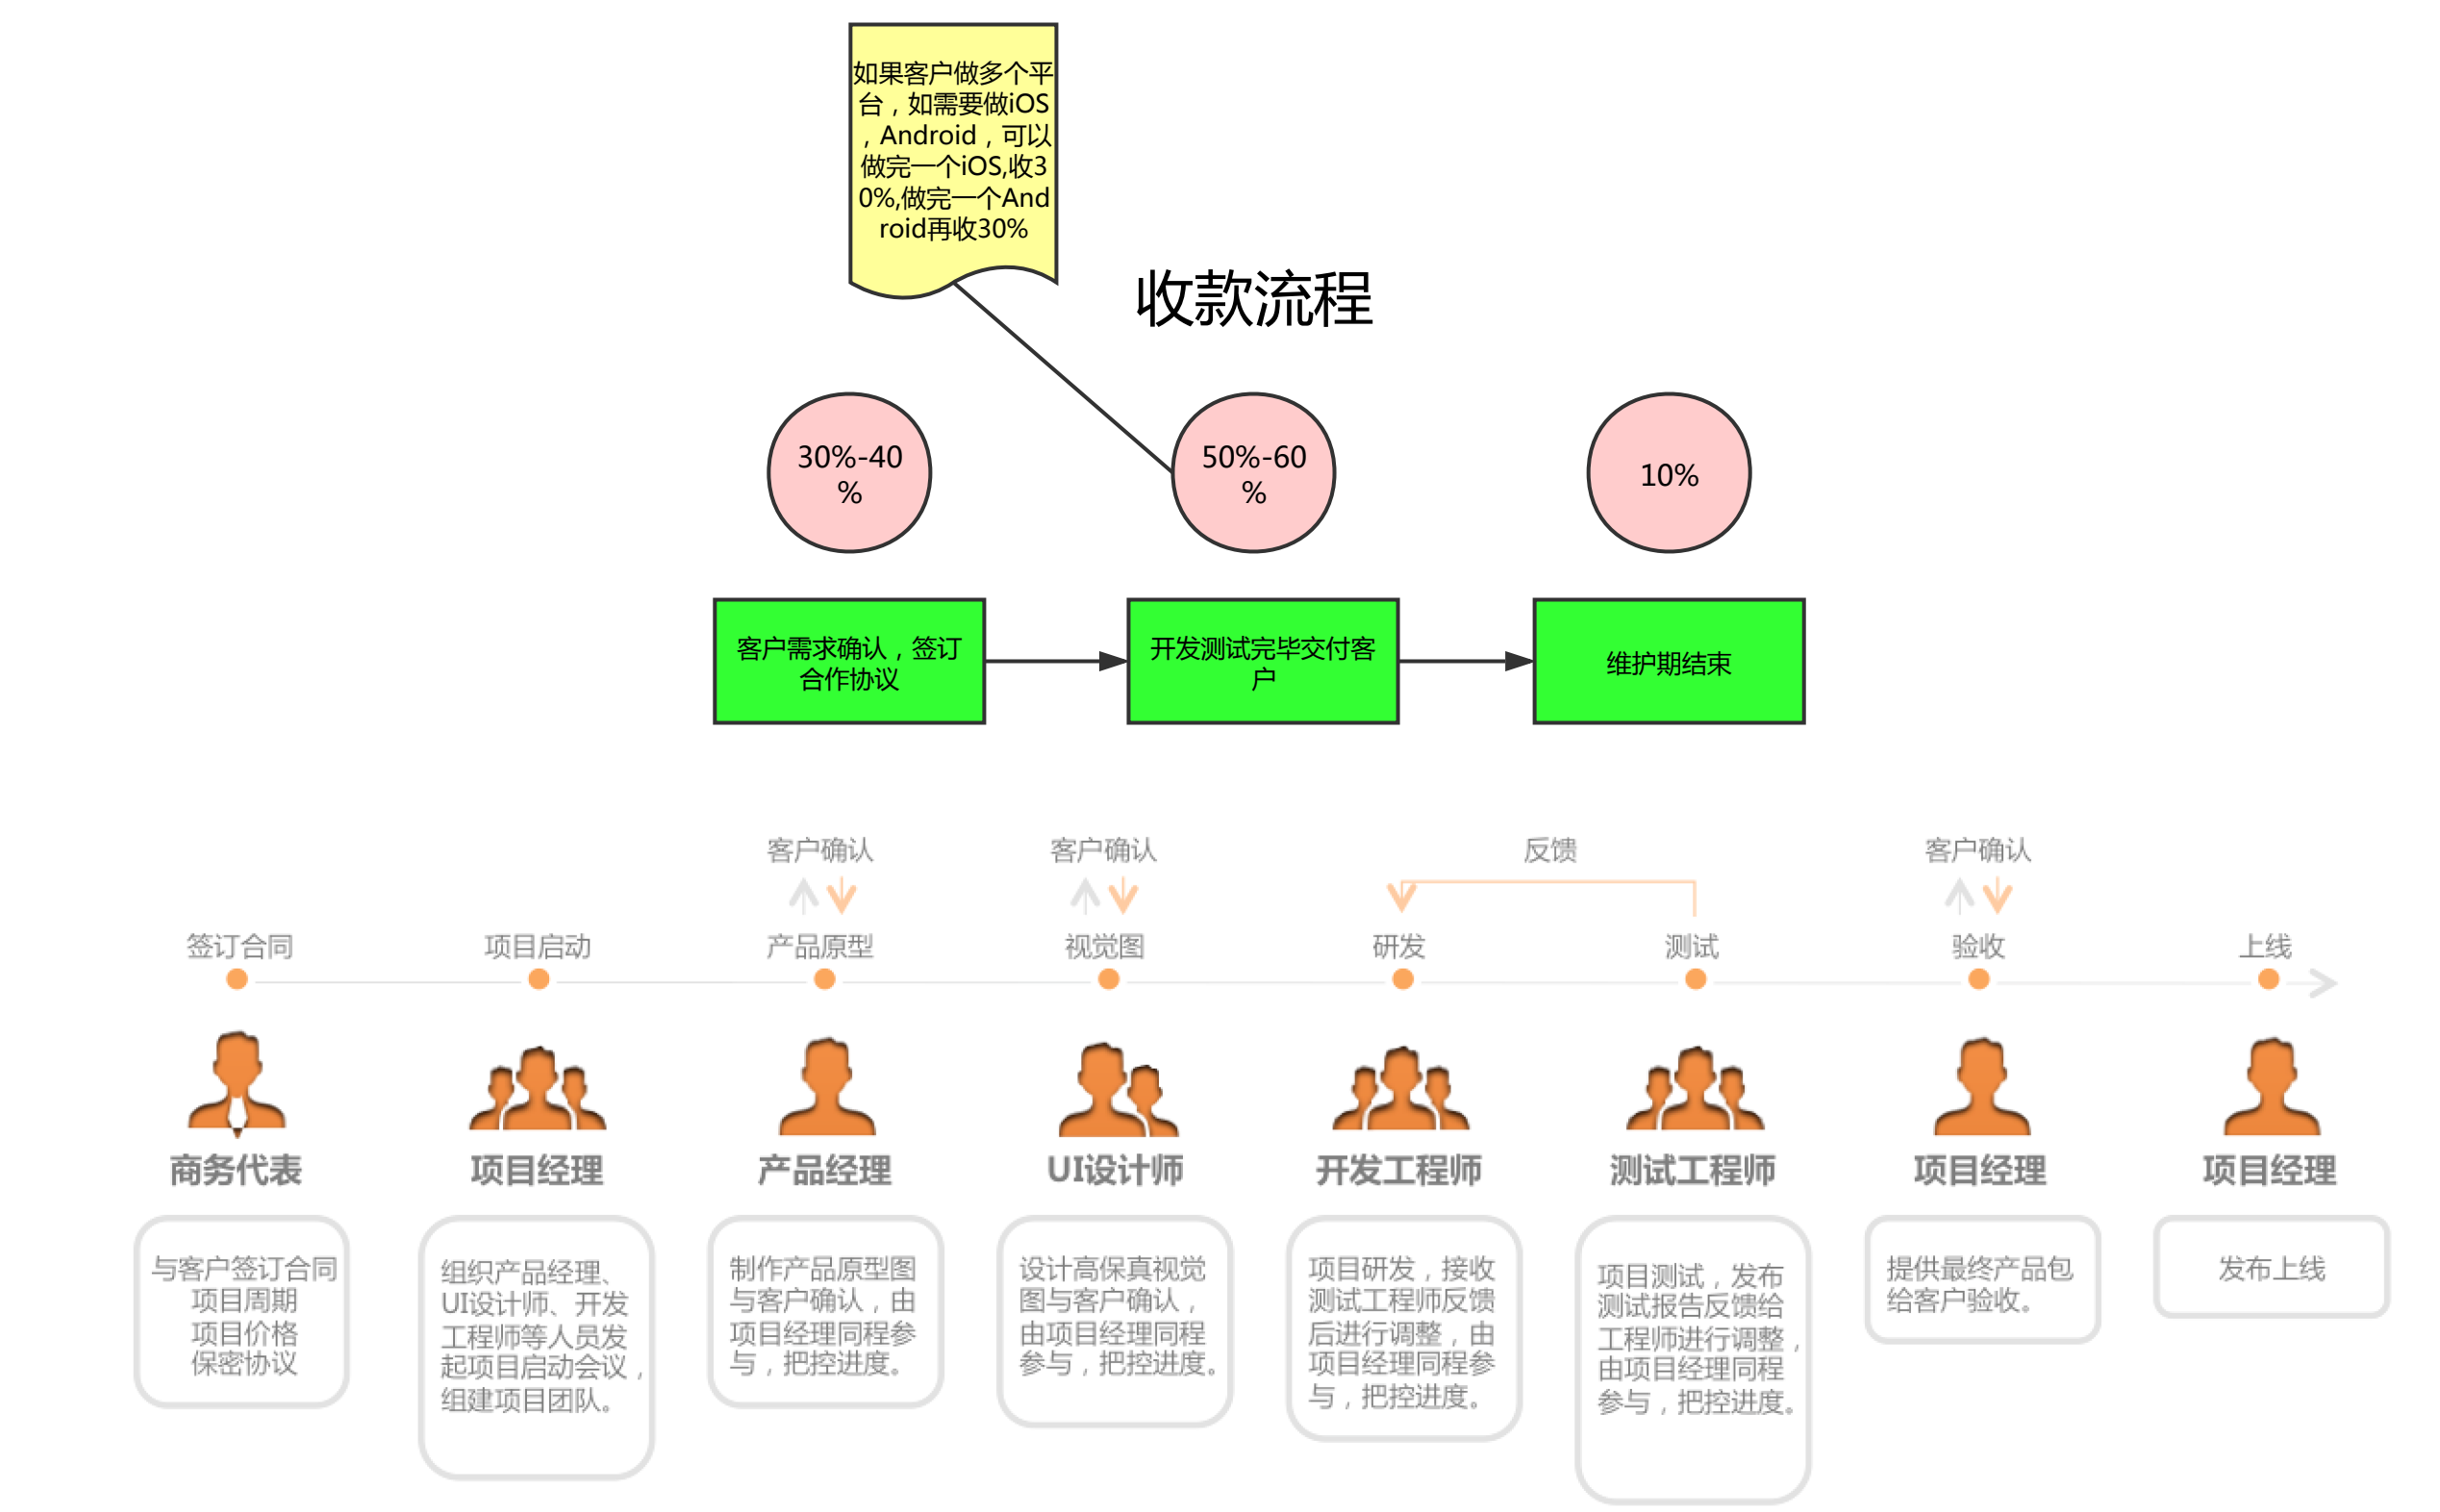 如果客户做多个平
台，如需要做iOS
，Android，可以
做完一个iOS,收3
0%,做完一个And
roid再收30%
收款流程
30%-40
%
50%-60
%
10%
客户需求确认，签订
合作协议
开发测试完毕交付客
户
维护期结束
客户确认
客户确认
反馈
客户确认
签订合同
项目启动
产品原型
视觉图
研发
测试
验收
上线
商务代表
项目经理
产品经理
UI设计师
开发工程师
测试工程师
项目经理
项目经理
与客户签订合同
项目周期
项目价格
保密协议
组织产品经理、
UI设计师、开发
工程师等人员发
起项目启动会议，
组建项目团队。
制作产品原型图
与客户确认，由
项目经理同程参
与，把控进度。
设计高保真视觉
图与客户确认，
由项目经理同程
参与，把控进度。
项目研发，接收
测试工程师反馈
后进行调整，由
项目经理同程参
与，把控进度。
项目测试，发布
测试报告反馈给
工程师进行调整，
由项目经理同程
参与，把控进度。
提供最终产品包
给客户验收。
发布上线